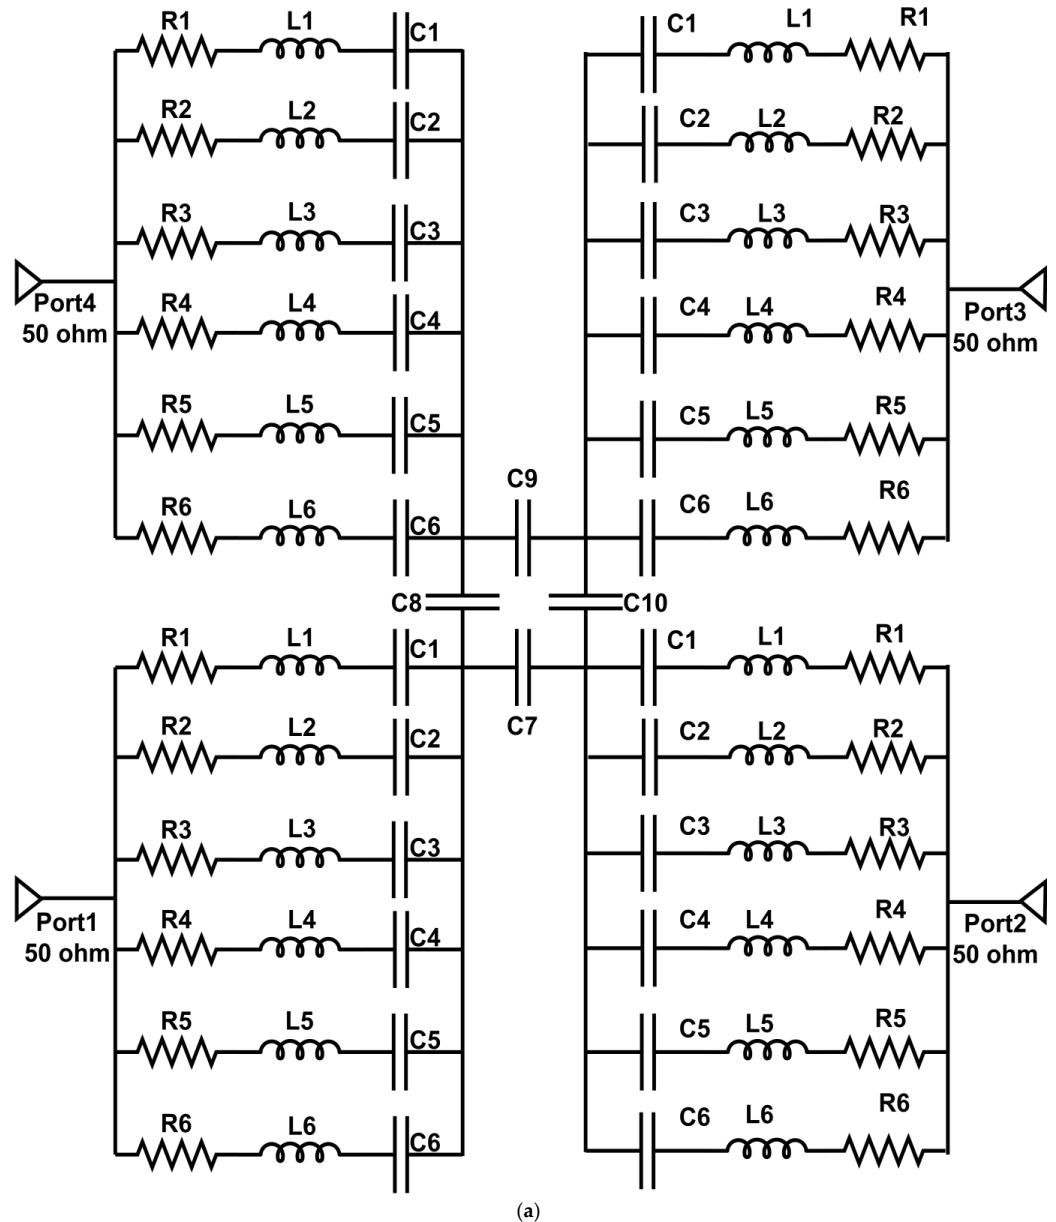 R1 L1 C1 C1 L1 R1
R2 L2 C2 C2 L2 R2
R3 L3 C3 C3 L3 R3
Port4 R4 L4 C4 C4 L4 R4 Port3
50 ohm 50 ohm
R5 L5 C5 C5 L5 R5
C9
R6 L6 C6 C6 L6 R6
C8 C10
R1 L1 C1 C1 L1 R1
C7
R2 L2 C2 C2 L2 R2
R3 L3 C3 C3 L3 R3
Port1 R4 L4 C4 C4 L4 R4 Port2
50 ohm 50 ohm
R5 L5 C5 C5 L5 R5
R6 L6 C6 C6 L6 R6
(a)